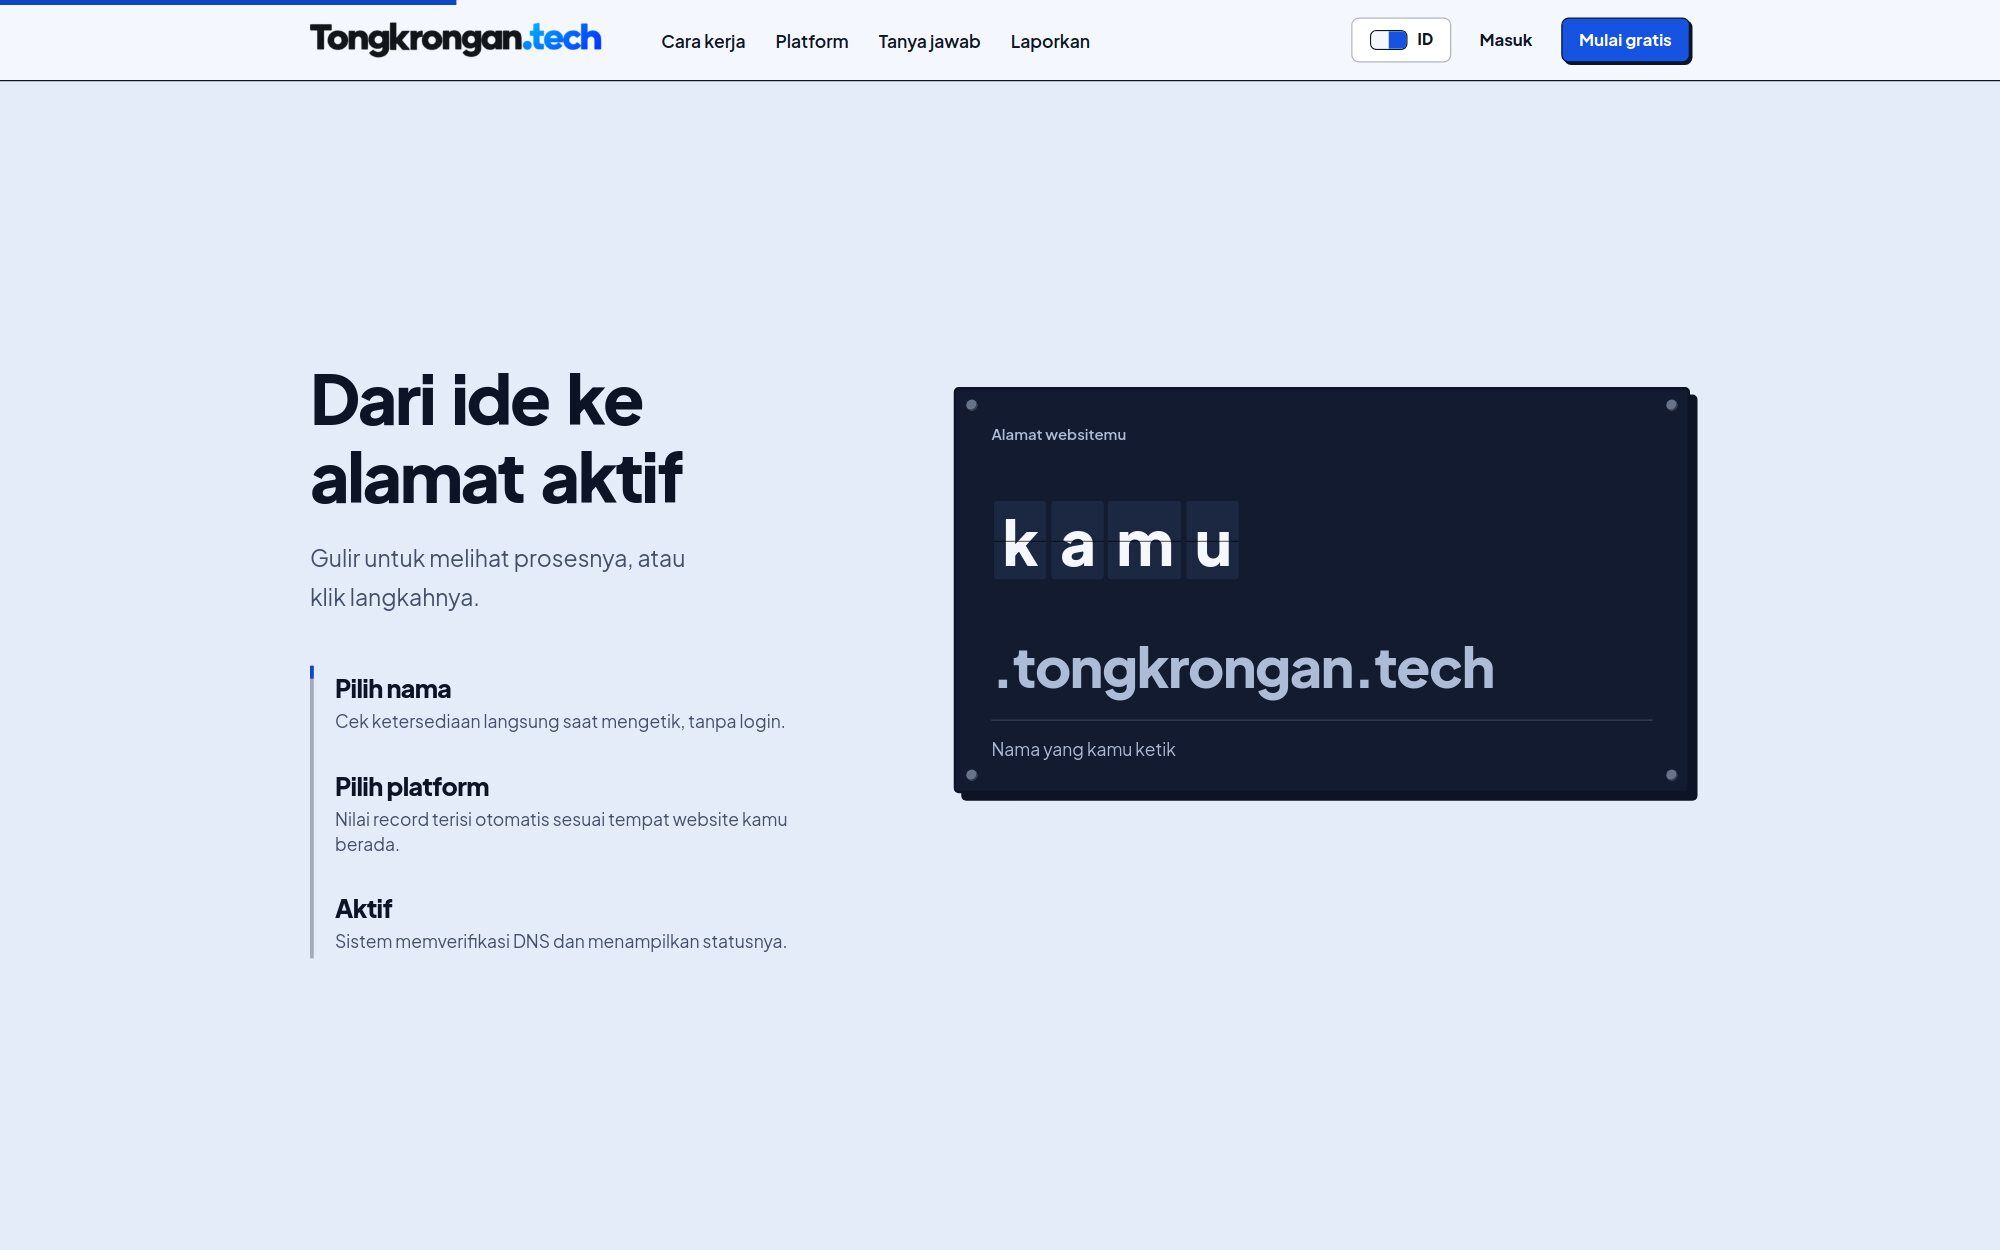 Tongkrongan.tech
Cara kerja
Platform
Tanya jawab
Laporkan
ID
Masuk
Mulai gratis
Dari ide ke
alamat aktif
Gulir untuk melihat prosesnya, atau
klik langkahnya.
Pilih nama
Cek ketersediaan langsung saat mengetik, tanpa login.
Pilih platform
Nilai record terisi otomatis sesuai tempat website kamu
berada.
Aktif
Sistem memverifikasi DNS dan menampilkan statusnya.
Alamat websitemu
kamu
.tongkrongan.tech
Nama yang kamu ketik